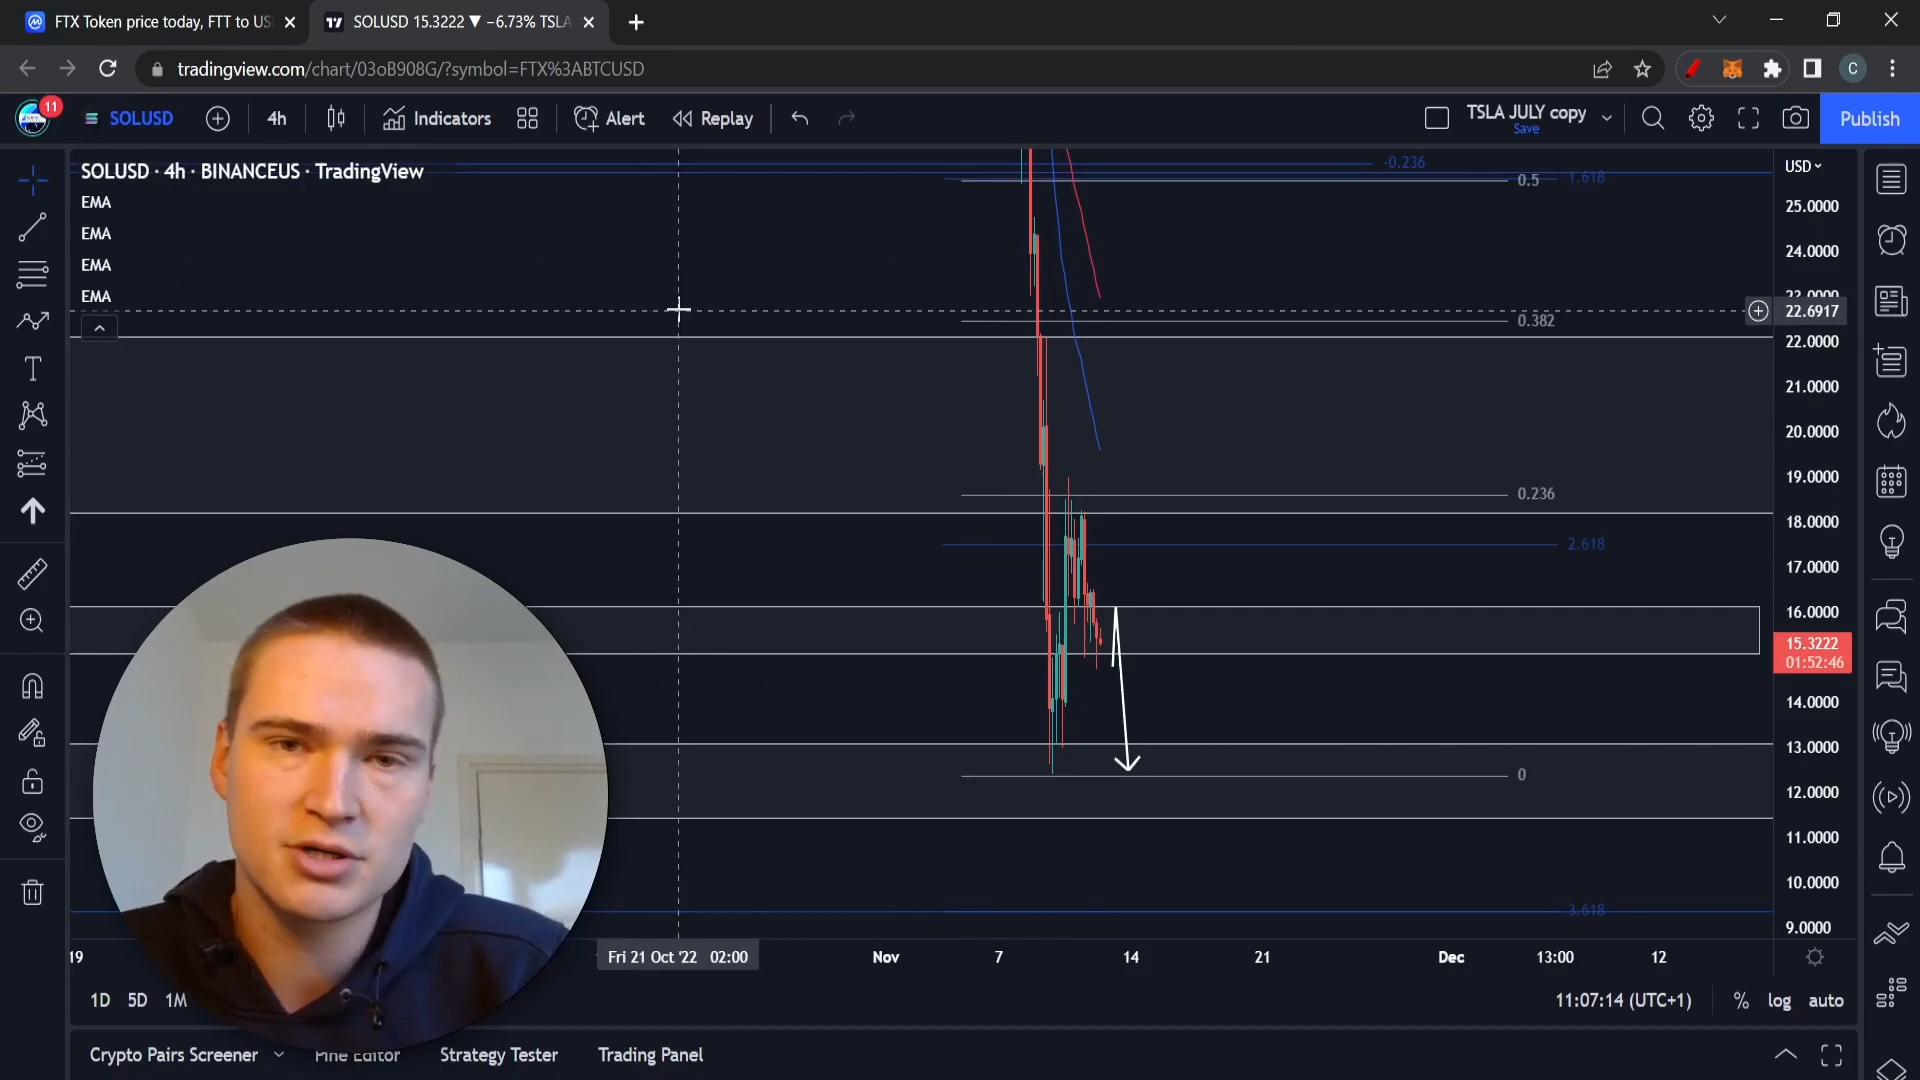 FTX Token price today, FTT to US
SOLUSD 15.3222 ▼ −6.73% TSLA
tradingview.com/chart/03oB908G/?symbol=FTX%3ABTCUSD
C
11
SOLUSD
4h
Indicators
Alert
Replay
TSLA JULY copy
Save
Publish
SOLUSD · 4h · BINANCEUS · TradingView
EMA
EMA
EMA
EMA
USD
-0.236
0.5
1.618
25.0000
24.0000
23.0000
22.6917
0.382
22.0000
21.0000
20.0000
19.0000
0.236
18.0000
2.618
17.0000
16.0000
15.3222
01:52:46
14.0000
13.0000
0
12.0000
11.0000
10.0000
3.618
9.0000
19
Fri 21 Oct '22 02:00
Nov
7
14
21
Dec
13:00
12
1D 5D 1M
11:07:14 (UTC+1)
% log auto
Crypto Pairs Screener
Pine Editor
Strategy Tester
Trading Panel